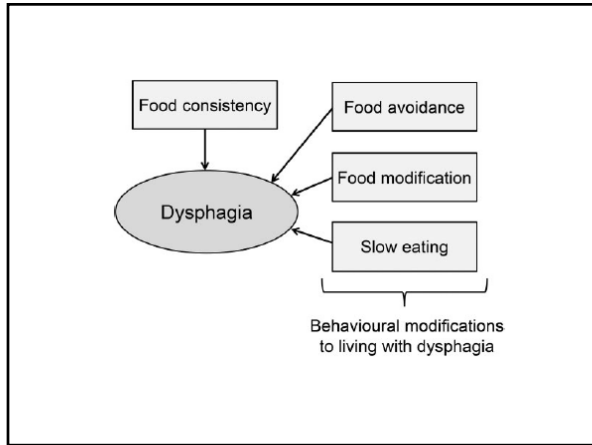 Food consistency
Food avoidance
Food modification
Dysphagia
Slow eating
Behavioural modifications
to living with dysphagia